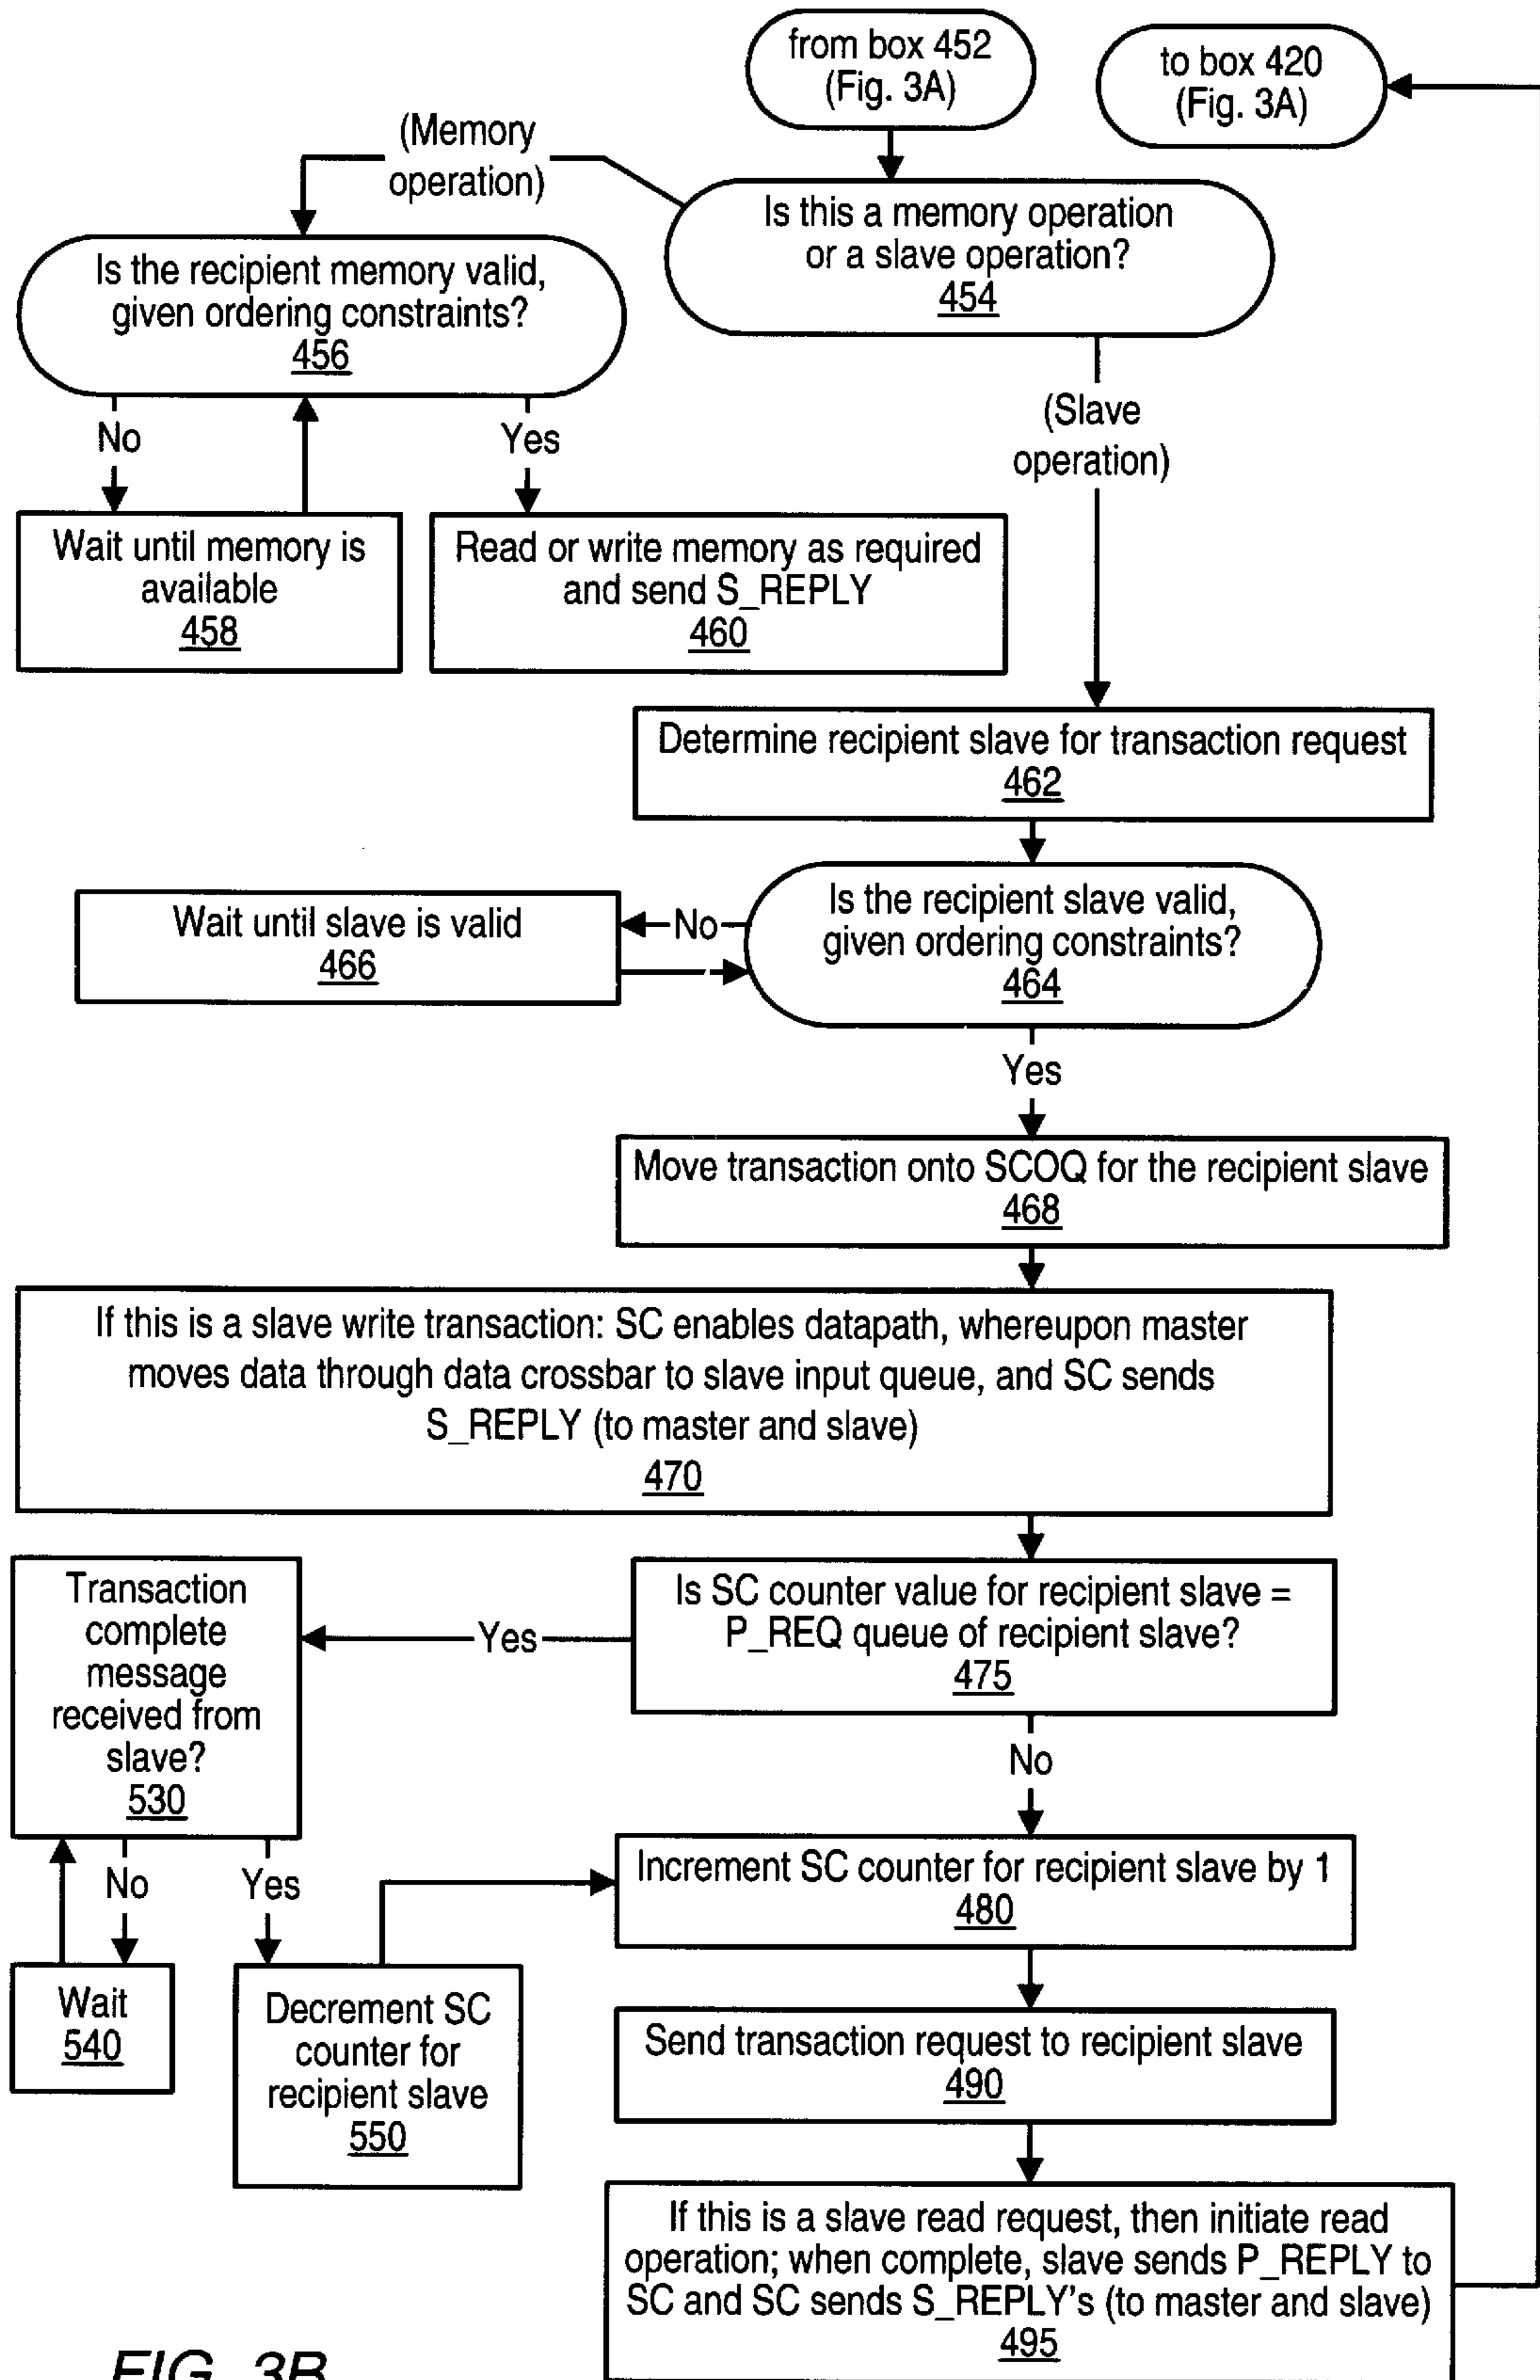 from box 452
(Fig. 3A)
to box 420
(Fig. 3A)
(Memory
operation)
Is this a memory operation
or a slave operation?
454
Is the recipient memory valid,
given ordering constraints?
456
No
Yes
(Slave
operation)
Wait until memory is
available
458
Read or write memory as required
and send S_REPLY
460
Determine recipient slave for transaction request
462
Wait until slave is valid
466
No
Is the recipient slave valid,
given ordering constraints?
464
Yes
Move transaction onto SCOQ for the recipient slave
468
If this is a slave write transaction: SC enables datapath, whereupon master
moves data through data crossbar to slave input queue, and SC sends
S_REPLY (to master and slave)
470
Transaction
complete
message
received from
slave?
530
Yes
Is SC counter value for recipient slave =
P_REQ queue of recipient slave?
475
No
No
Yes
Increment SC counter for recipient slave by 1
480
Wait
540
Decrement SC
counter for
recipient slave
550
Send transaction request to recipient slave
490
If this is a slave read request, then initiate read
operation; when complete, slave sends P_REPLY to
SC and SC sends S_REPLY's (to master and slave)
495
FIG. 3B